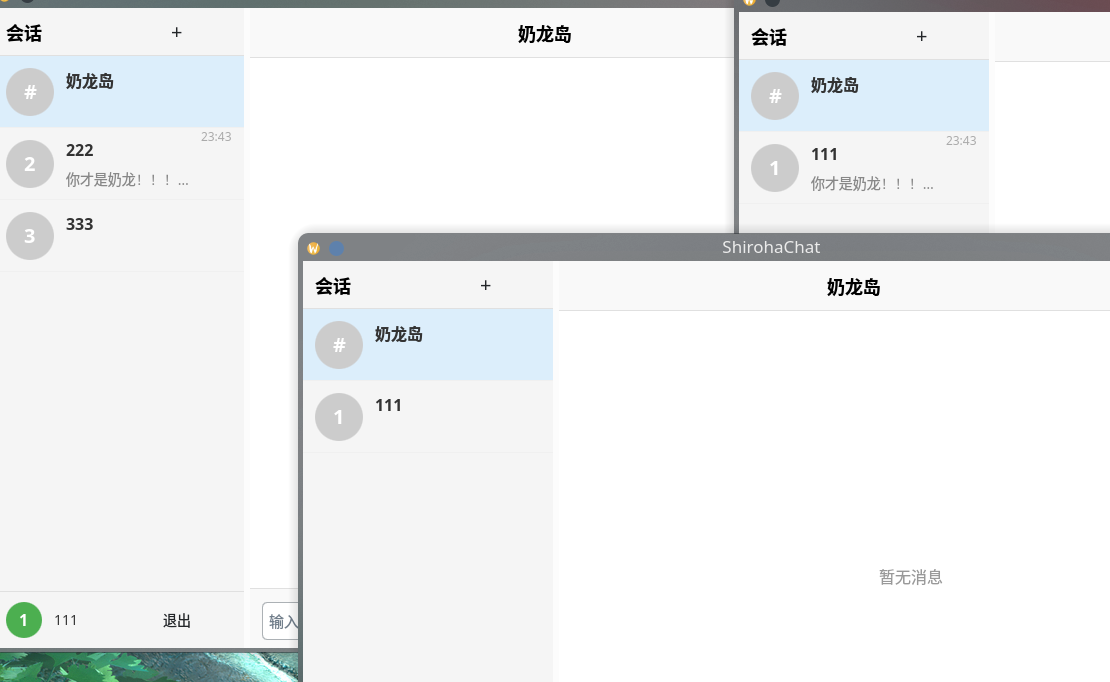 会话 +
奶龙岛
#
奶龙岛
23:43
2
222
你才是奶龙！！！...
3
333
1
111
退出
输入
会话 +
#
奶龙岛
23:43
1
111
你才是奶龙！！！...
ShirohaChat
会话 +
奶龙岛
#
奶龙岛
1
111
暂无消息